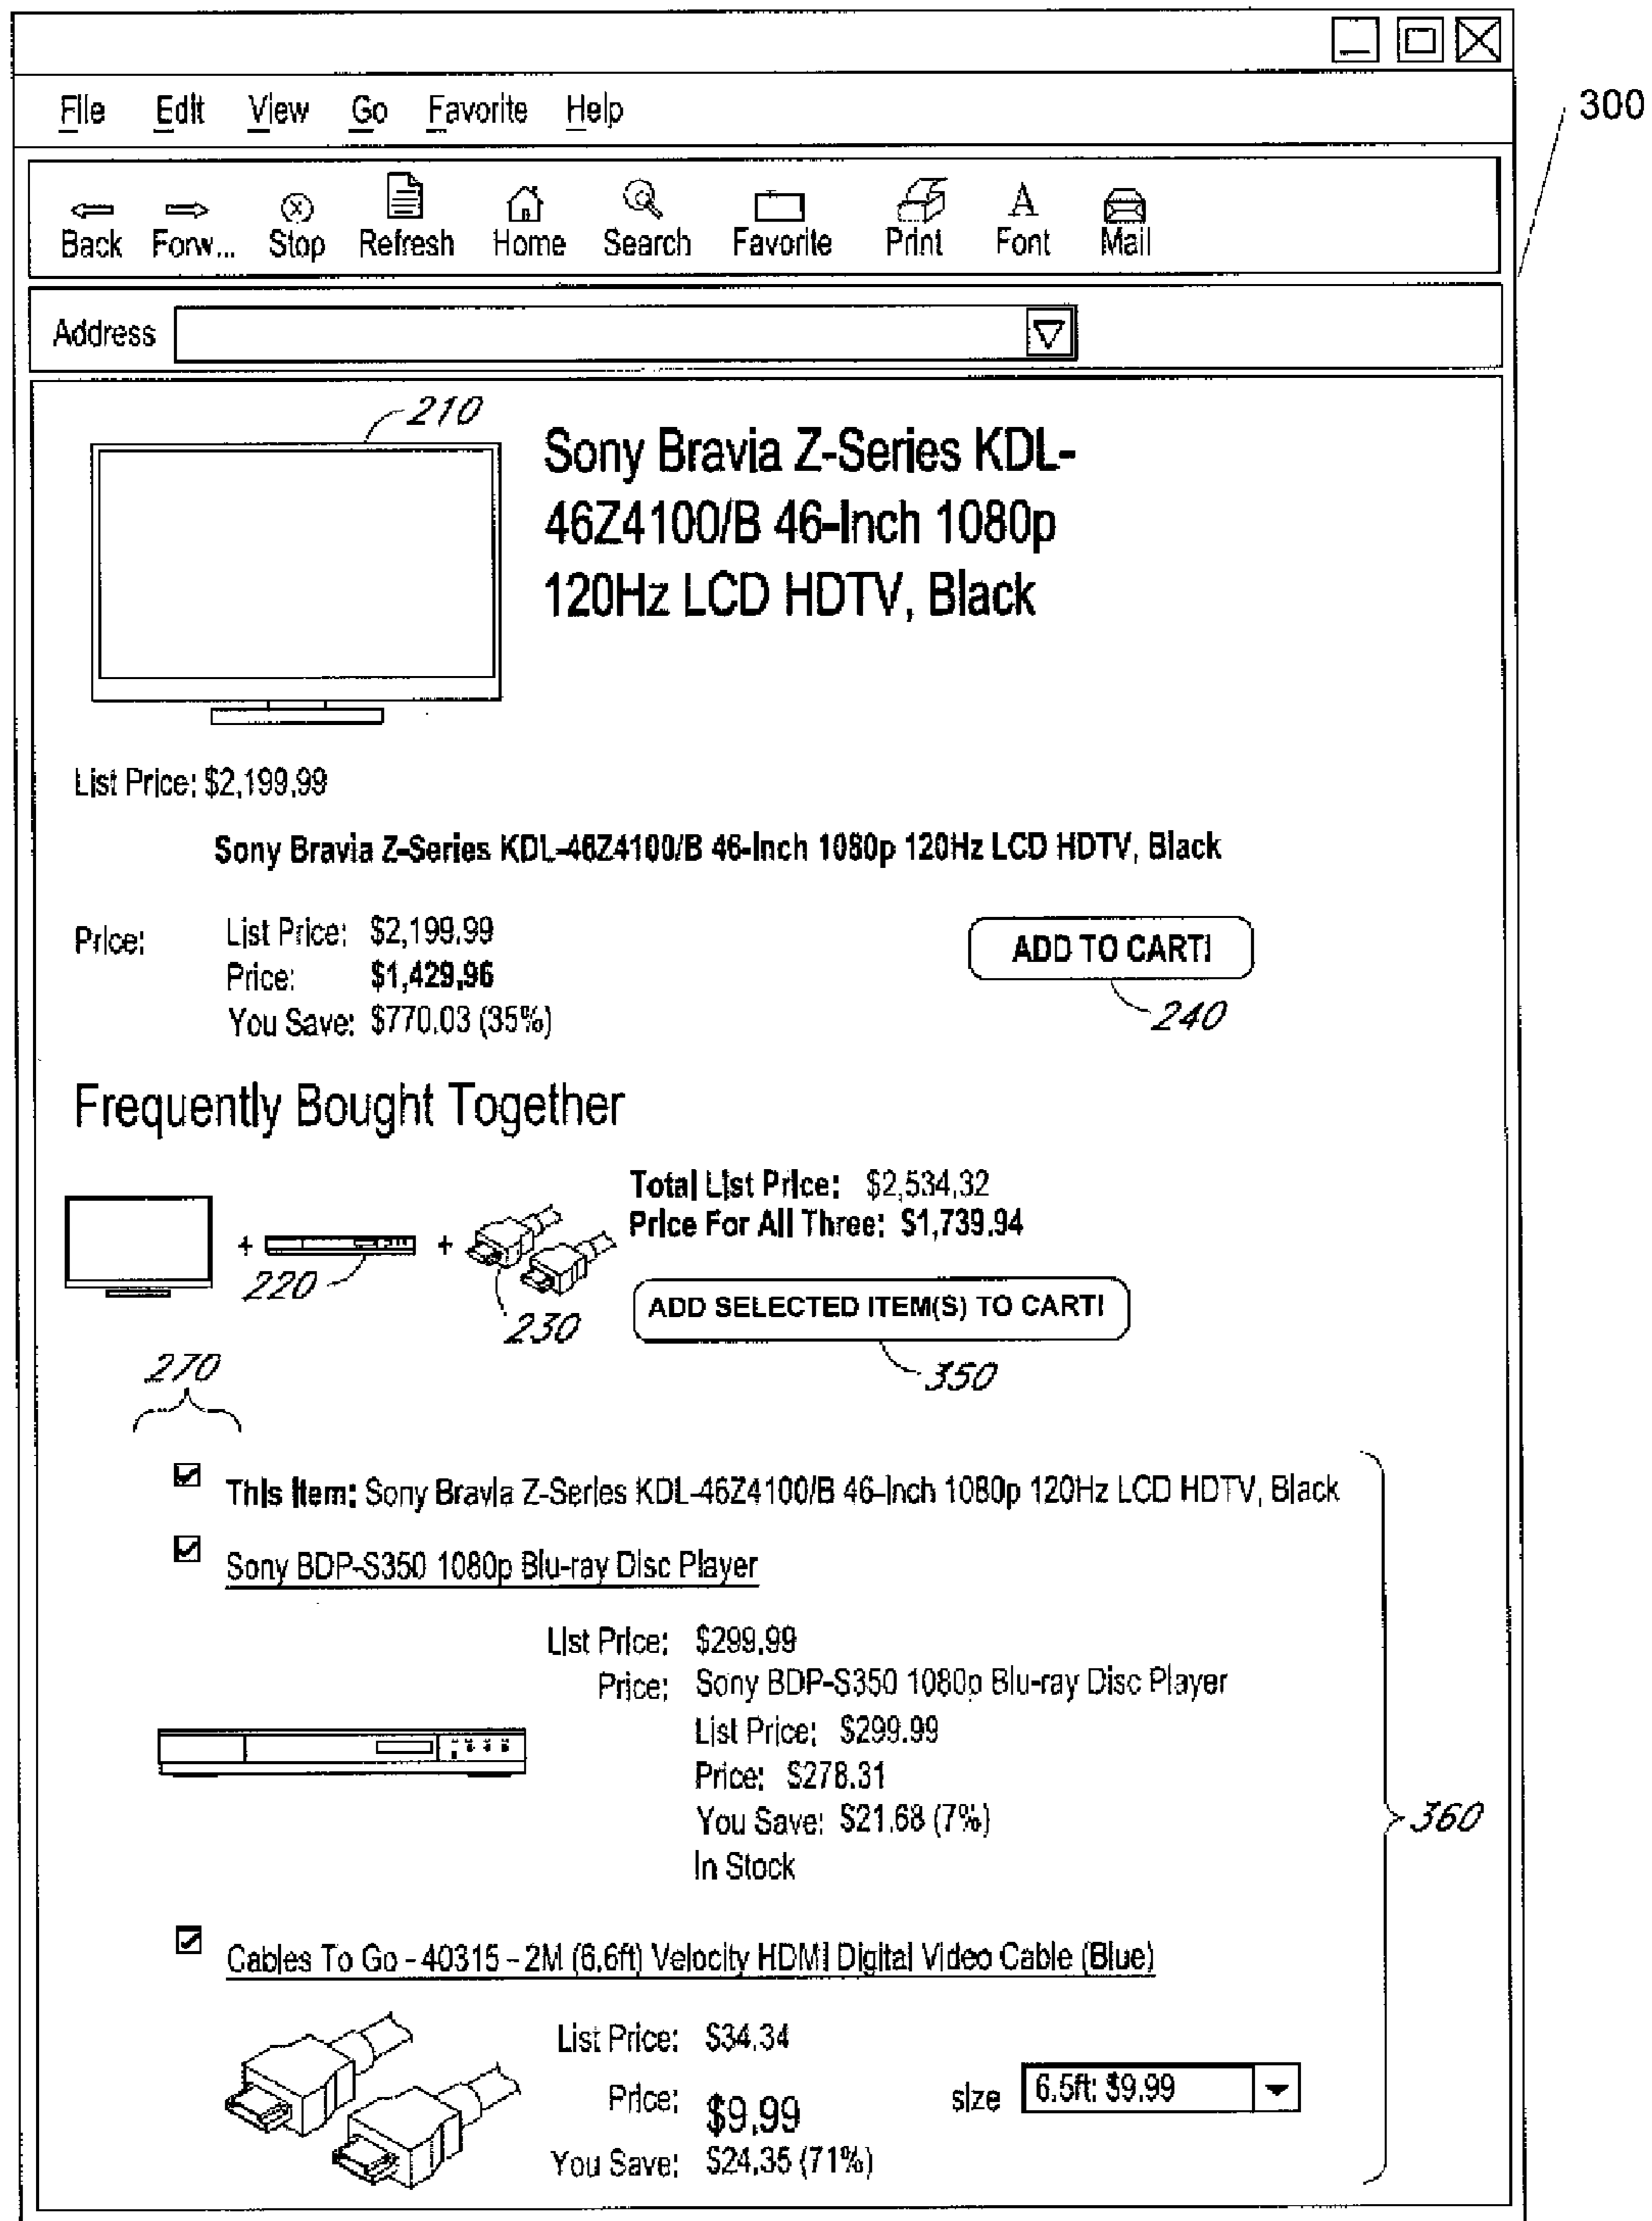 300
File Edit View Go Favorite Help
Back Forw... Stop Refresh Home Search Favorite Print Font Mail
Address
210
Sony Bravia Z-Series KDL-
46Z4100/B 46-Inch 1080p
120Hz LCD HDTV, Black
List Price: $2,199.99
Sony Bravia Z-Series KDL-46Z4100/B 46-Inch 1080p 120Hz LCD HDTV, Black
Price: List Price: $2,199.99
Price: $1,429.96
You Save: $770.03 (35%)
ADD TO CART!
240
Frequently Bought Together
Total List Price: $2,534.32
Price For All Three: $1,739.94
+ +
220
230
ADD SELECTED ITEM(S) TO CART!
350
270
This Item: Sony Bravia Z-Series KDL-46Z4100/B 46-Inch 1080p 120Hz LCD HDTV, Black
Sony BDP-S350 1080p Blu-ray Disc Player
List Price: $299.99
Price: Sony BDP-S350 1080p Blu-ray Disc Player
List Price: $299.99
Price: $278.31
You Save: $21.68 (7%)
In Stock
360
Cables To Go - 40315 - 2M (6.6ft) Velocity HDMI Digital Video Cable (Blue)
List Price: $34.34
Price: $9.99
size 6.5ft: $9.99
You Save: $24.35 (71%)